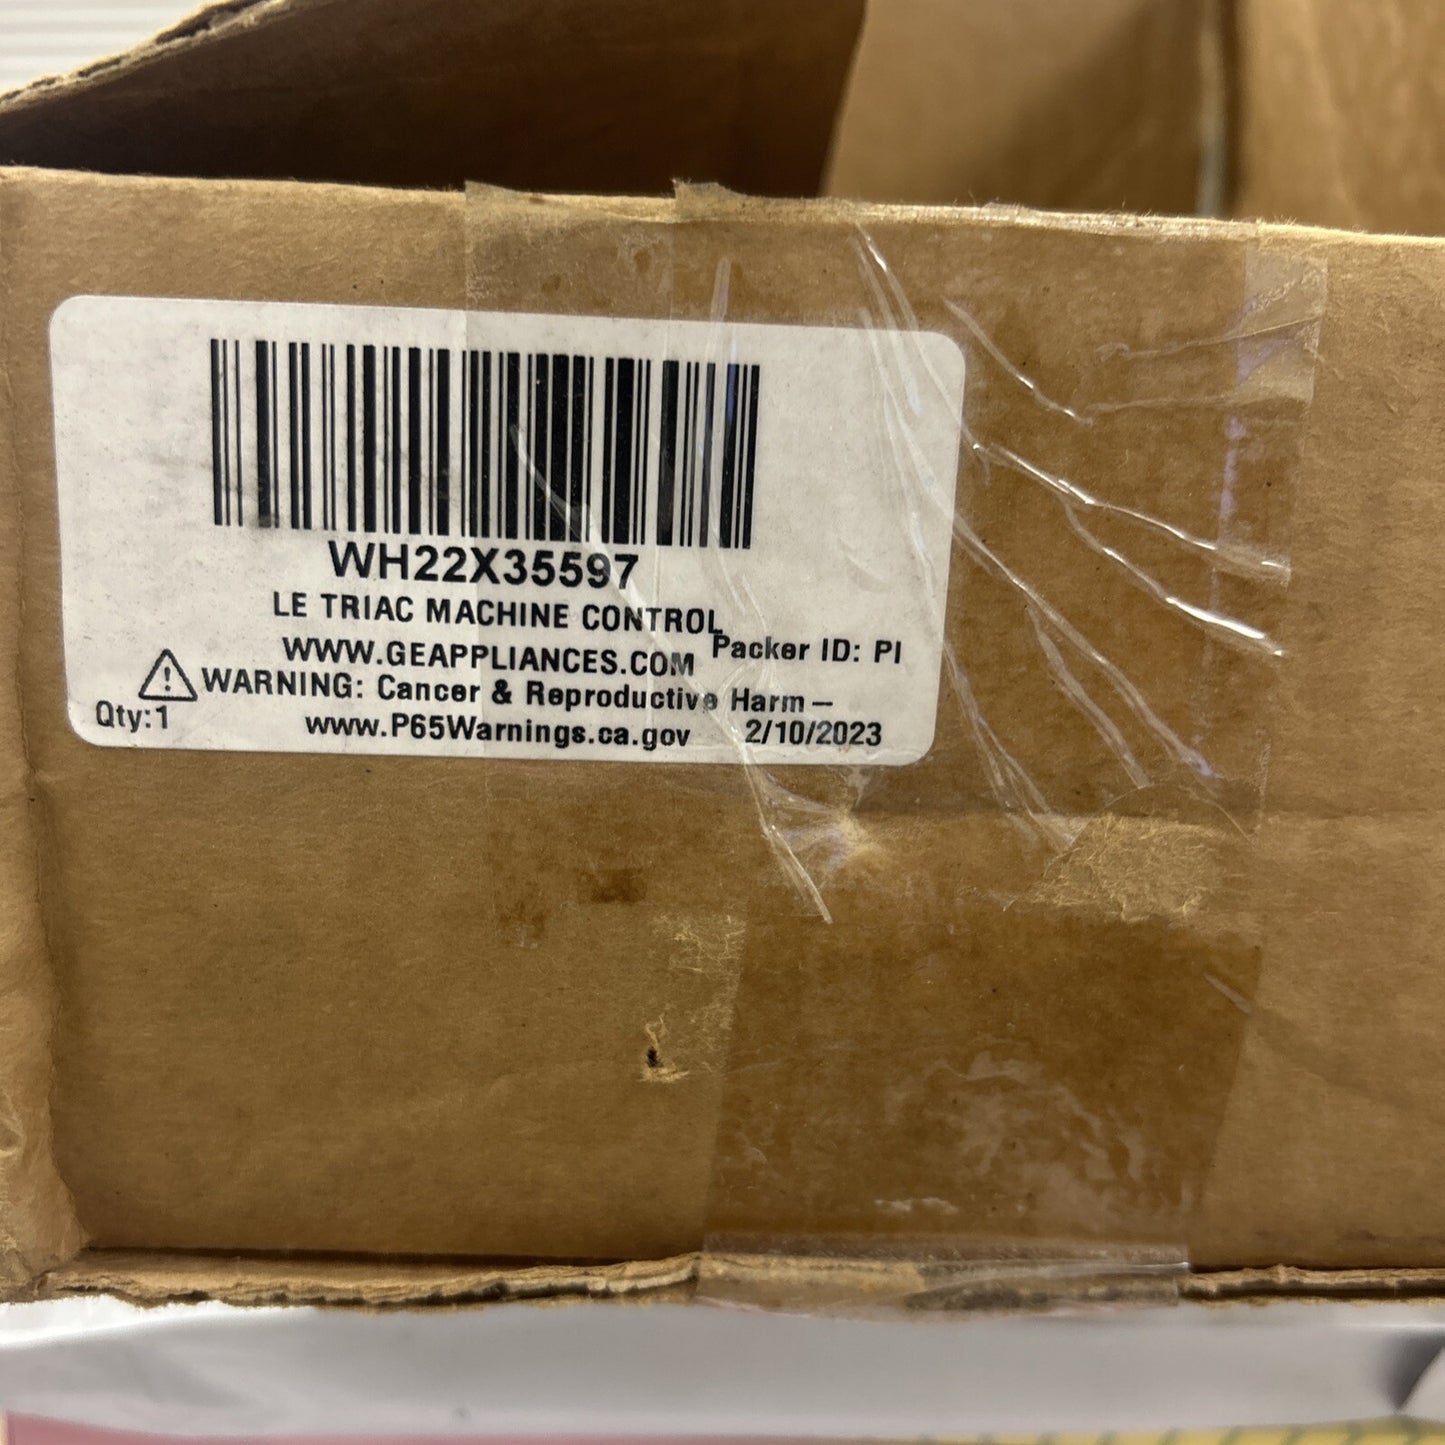 WH22X35597
LE TRIAC MACHINE CONTROL
WWW.GEAPPLIANCES.COM Packer ID: PI
WARNING: Cancer & Reproductive Harm –
Qty:1 www.P65Warnings.ca.gov 2/10/2023